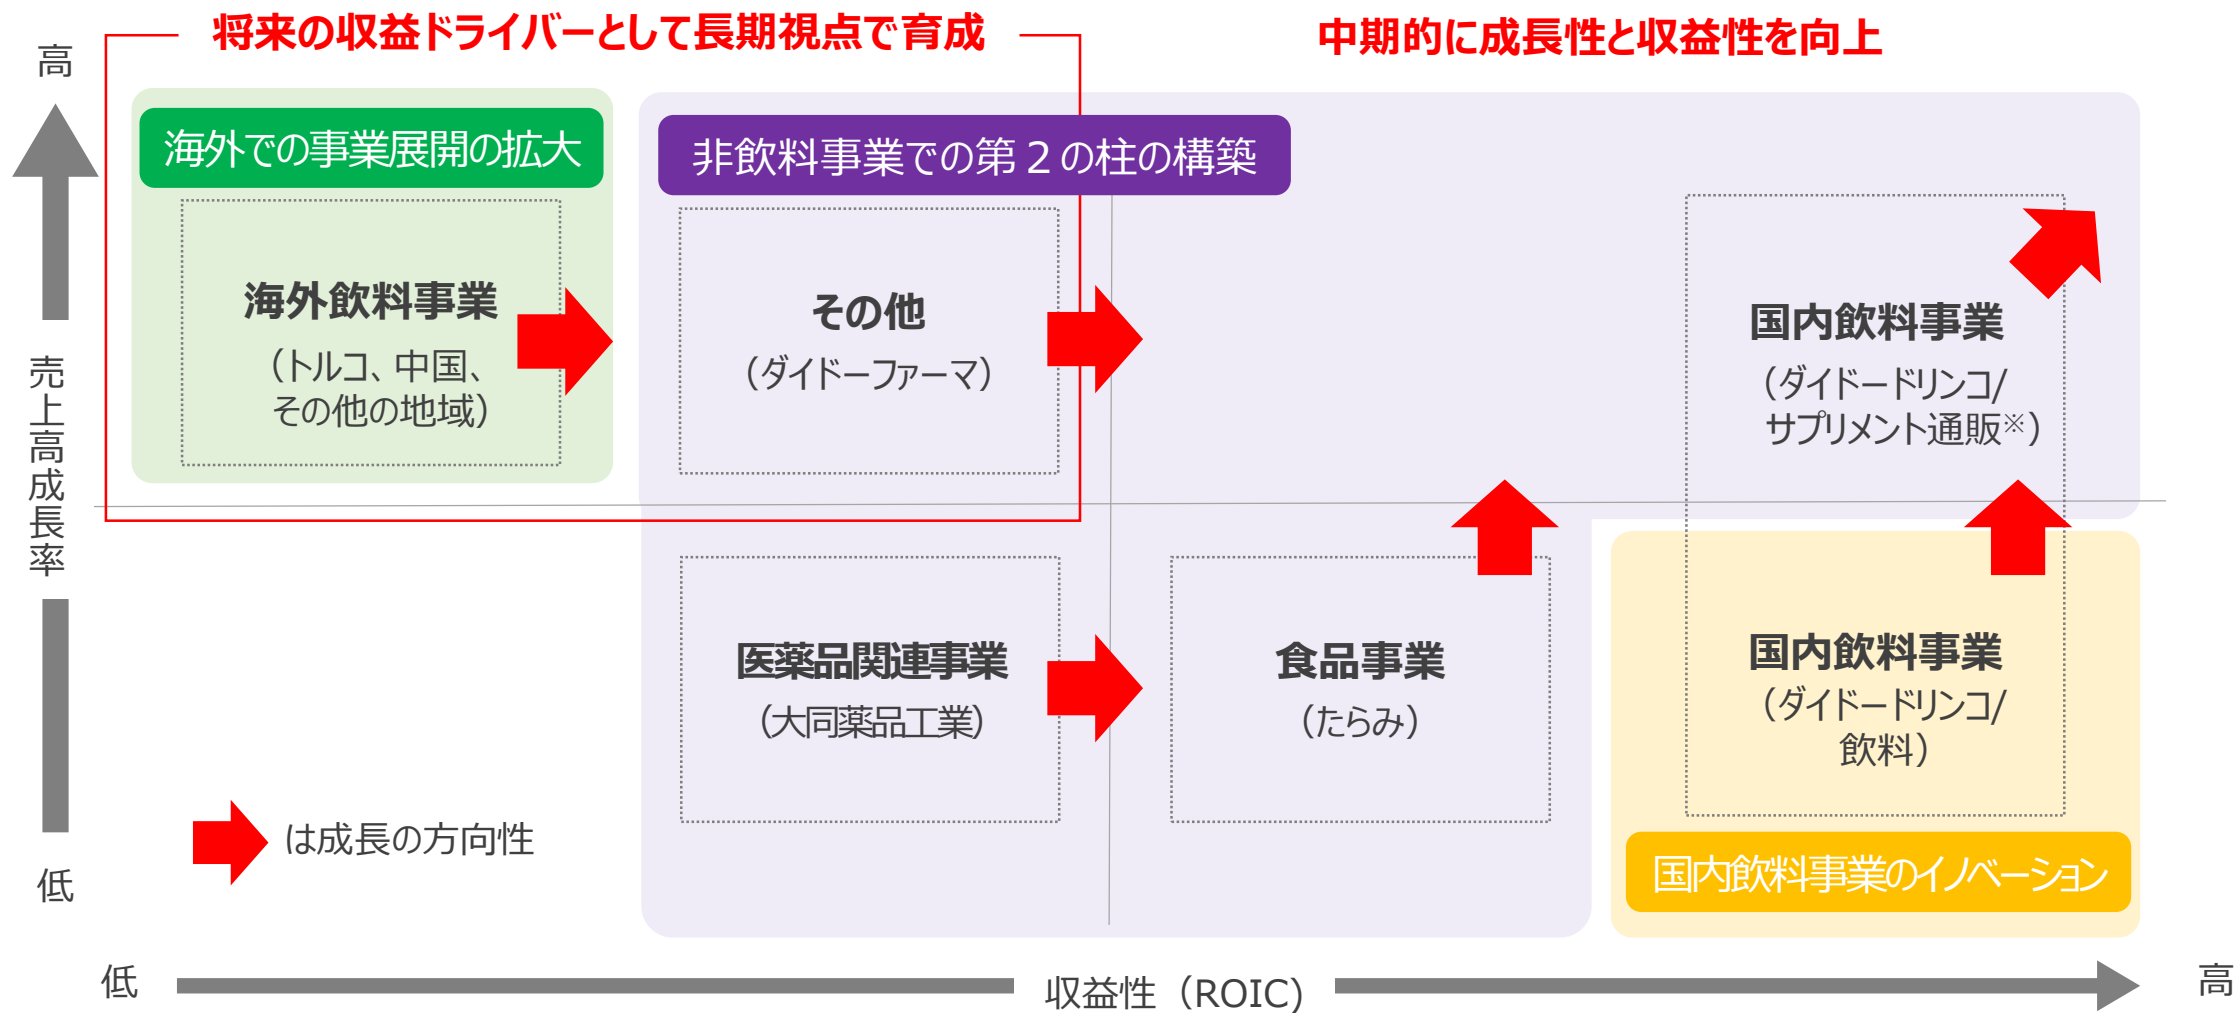 将来の収益ドライバーとして長期視点で育成
中期的に成長性と収益性を向上
高
海外での事業展開の拡大
非飲料事業での第２の柱の構築
海外飲料事業
（トルコ、中国、
その他の地域）
その他
（ダイドーファーマ）
国内飲料事業
（ダイドードリンコ/
サプリメント通販※）
売上高成長率
医薬品関連事業
（大同薬品工業）
食品事業
（たらみ）
国内飲料事業
（ダイドードリンコ/
飲料）
は成長の方向性
国内飲料事業のイノベーション
低
低
収益性（ROIC)
高